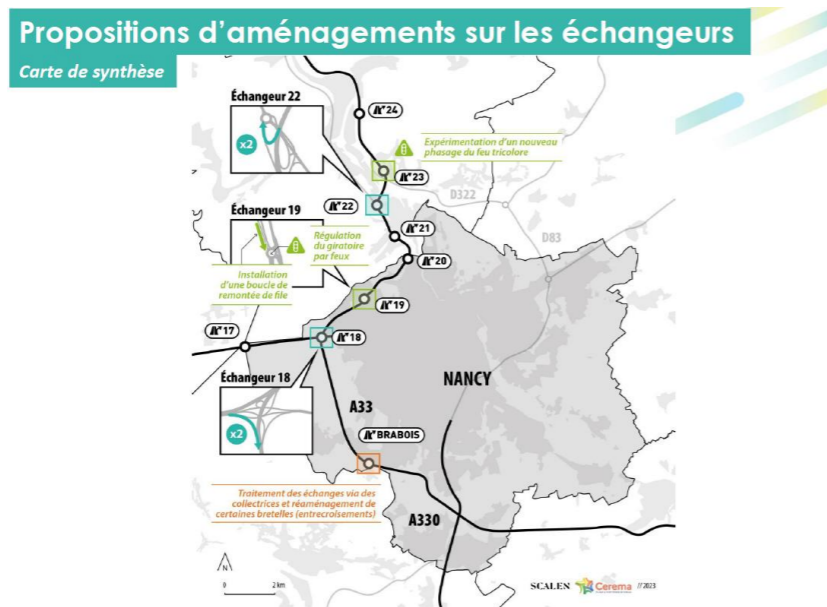 Propositions d'aménagements sur les échangeurs
Carte de synthèse
Échangeur 22
x2
N°24
Expérimentation d'un nouveau
phasage du feu tricolore
N°23
D322
N°22
Échangeur 19
N°21
D83
Régulation
du giratoire
par feux
N°20
Installation
d'une boucle de
remontée de file
N°19
N°17
N°18
Échangeur 18
NANCY
x2
A33
N°BRABOIS
Traitement des échanges via des
collectrices et réaménagement de
certaines bretelles (entrecroisements)
A330
N
0 2 km
SCALEN Cerema //2023